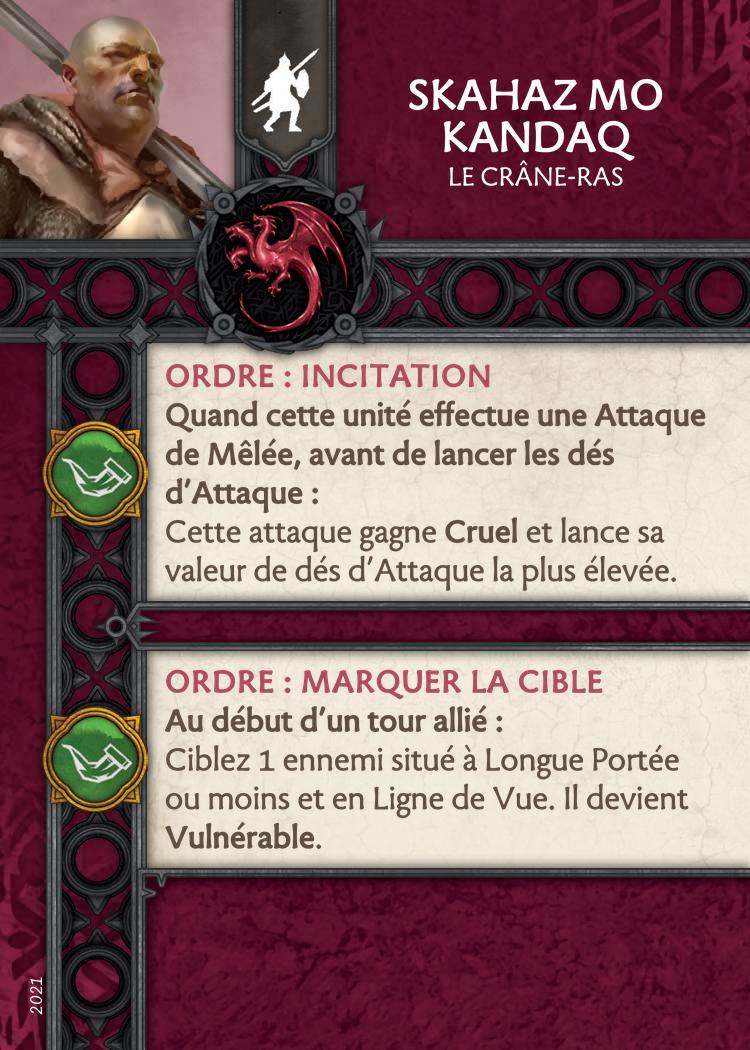 SKAHAZ MO
KANDAQ
LE CRÂNE-RAS
ORDRE : INCITATION
Quand cette unité effectue une Attaque
de Mêlée, avant de lancer les dés
d’Attaque :
Cette attaque gagne Cruel et lance sa
valeur de dés d’Attaque la plus élevée.
ORDRE : MARQUER LA CIBLE
Au début d’un tour allié :
Ciblez 1 ennemi situé à Longue Portée
ou moins et en Ligne de Vue. Il devient
Vulnérable.
2021